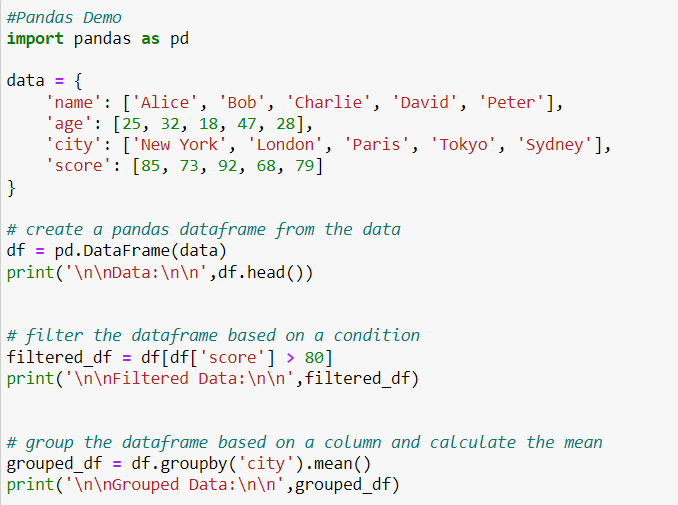 #Pandas Demo
import pandas as pd
data = {
    'name': ['Alice', 'Bob', 'Charlie', 'David', 'Peter'],
    'age': [25, 32, 18, 47, 28],
    'city': ['New York', 'London', 'Paris', 'Tokyo', 'Sydney'],
    'score': [85, 73, 92, 68, 79]
}
# create a pandas dataframe from the data
df = pd.DataFrame(data)
print('\n\nData:\n\n',df.head())
# filter the dataframe based on a condition
filtered_df = df[df['score'] > 80]
print('\n\nFiltered Data:\n\n',filtered_df)
# group the dataframe based on a column and calculate the mean
grouped_df = df.groupby('city').mean()
print('\n\nGrouped Data:\n\n',grouped_df)